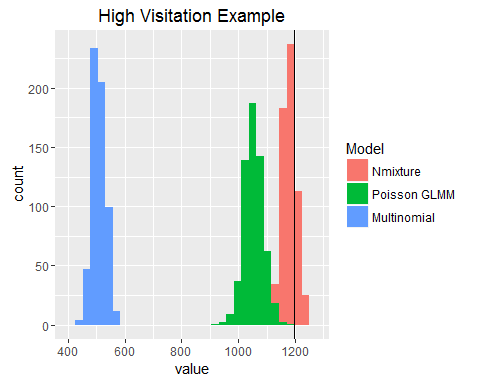 High Visitation Example
count
200
150
100
50
0
400 600 800 1000 1200
value
Model
Nmixture
Poisson GLMM
Multinomial